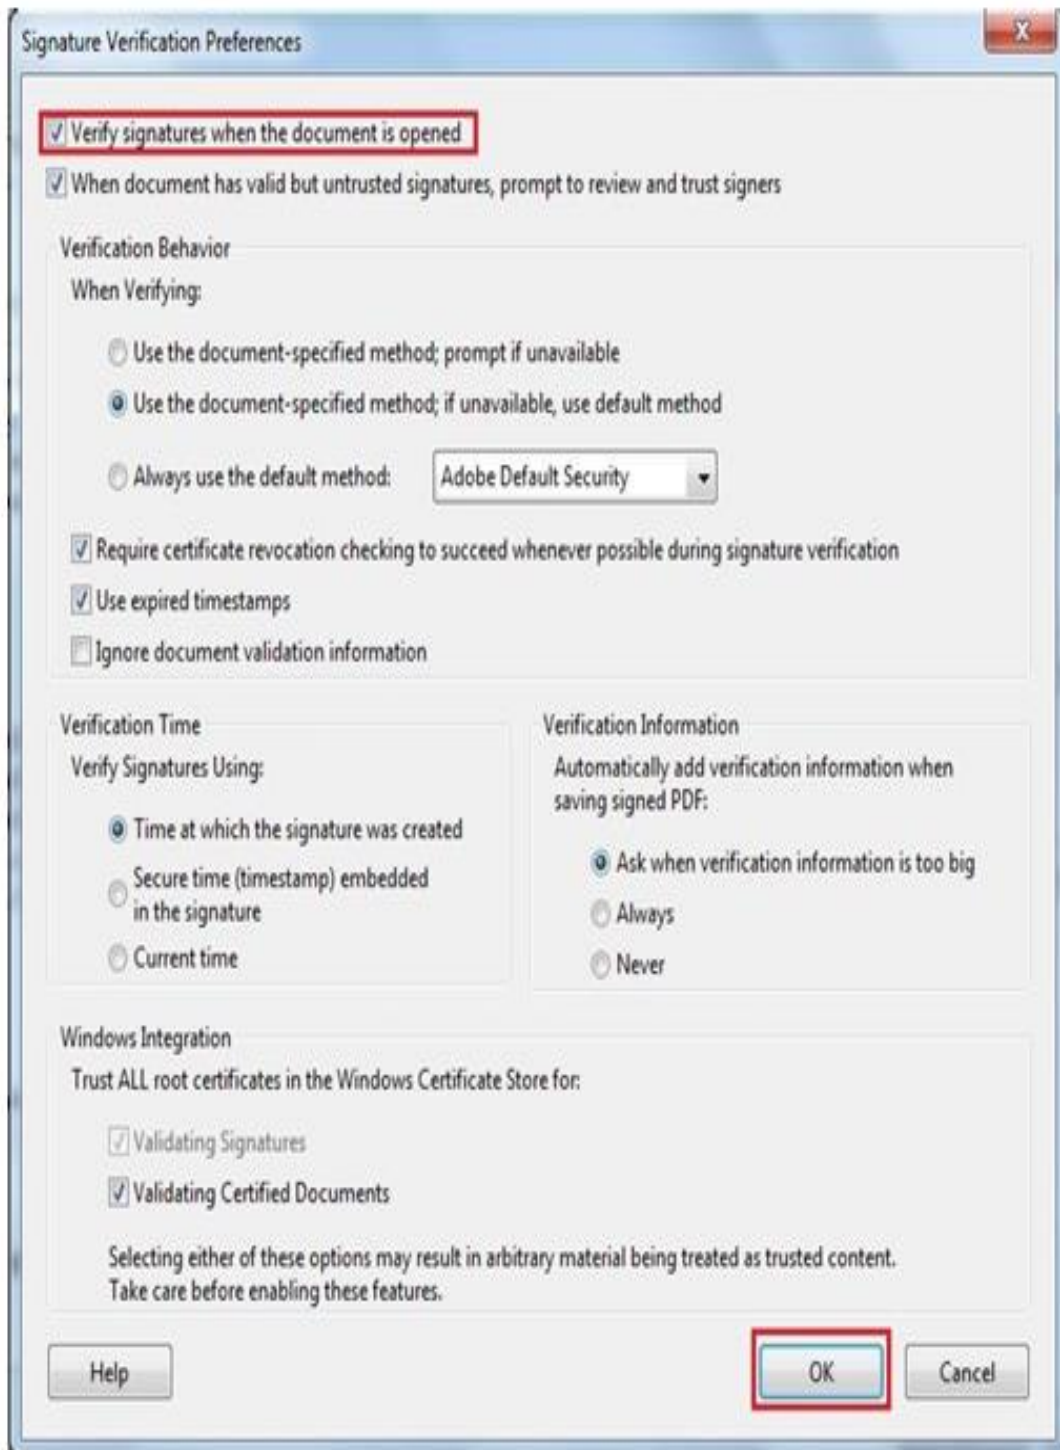 Signature Verification Preferences
x
Verify signatures when the document is opened
When document has valid but untrusted signatures, prompt to review and trust signers
Verification Behavior
When Verifying:
Use the document-specified method; prompt if unavailable
Use the document-specified method; if unavailable, use default method
Always use the default method: Adobe Default Security
Require certificate revocation checking to succeed whenever possible during signature verification
Use expired timestamps
Ignore document validation information
Verification Time
Verify Signatures Using:
Time at which the signature was created
Secure time (timestamp) embedded
in the signature
Current time
Verification Information
Automatically add verification information when
saving signed PDF:
Ask when verification information is too big
Always
Never
Windows Integration
Trust ALL root certificates in the Windows Certificate Store for:
Validating Signatures
Validating Certified Documents
Selecting either of these options may result in arbitrary material being treated as trusted content.
Take care before enabling these features.
Help
OK
Cancel